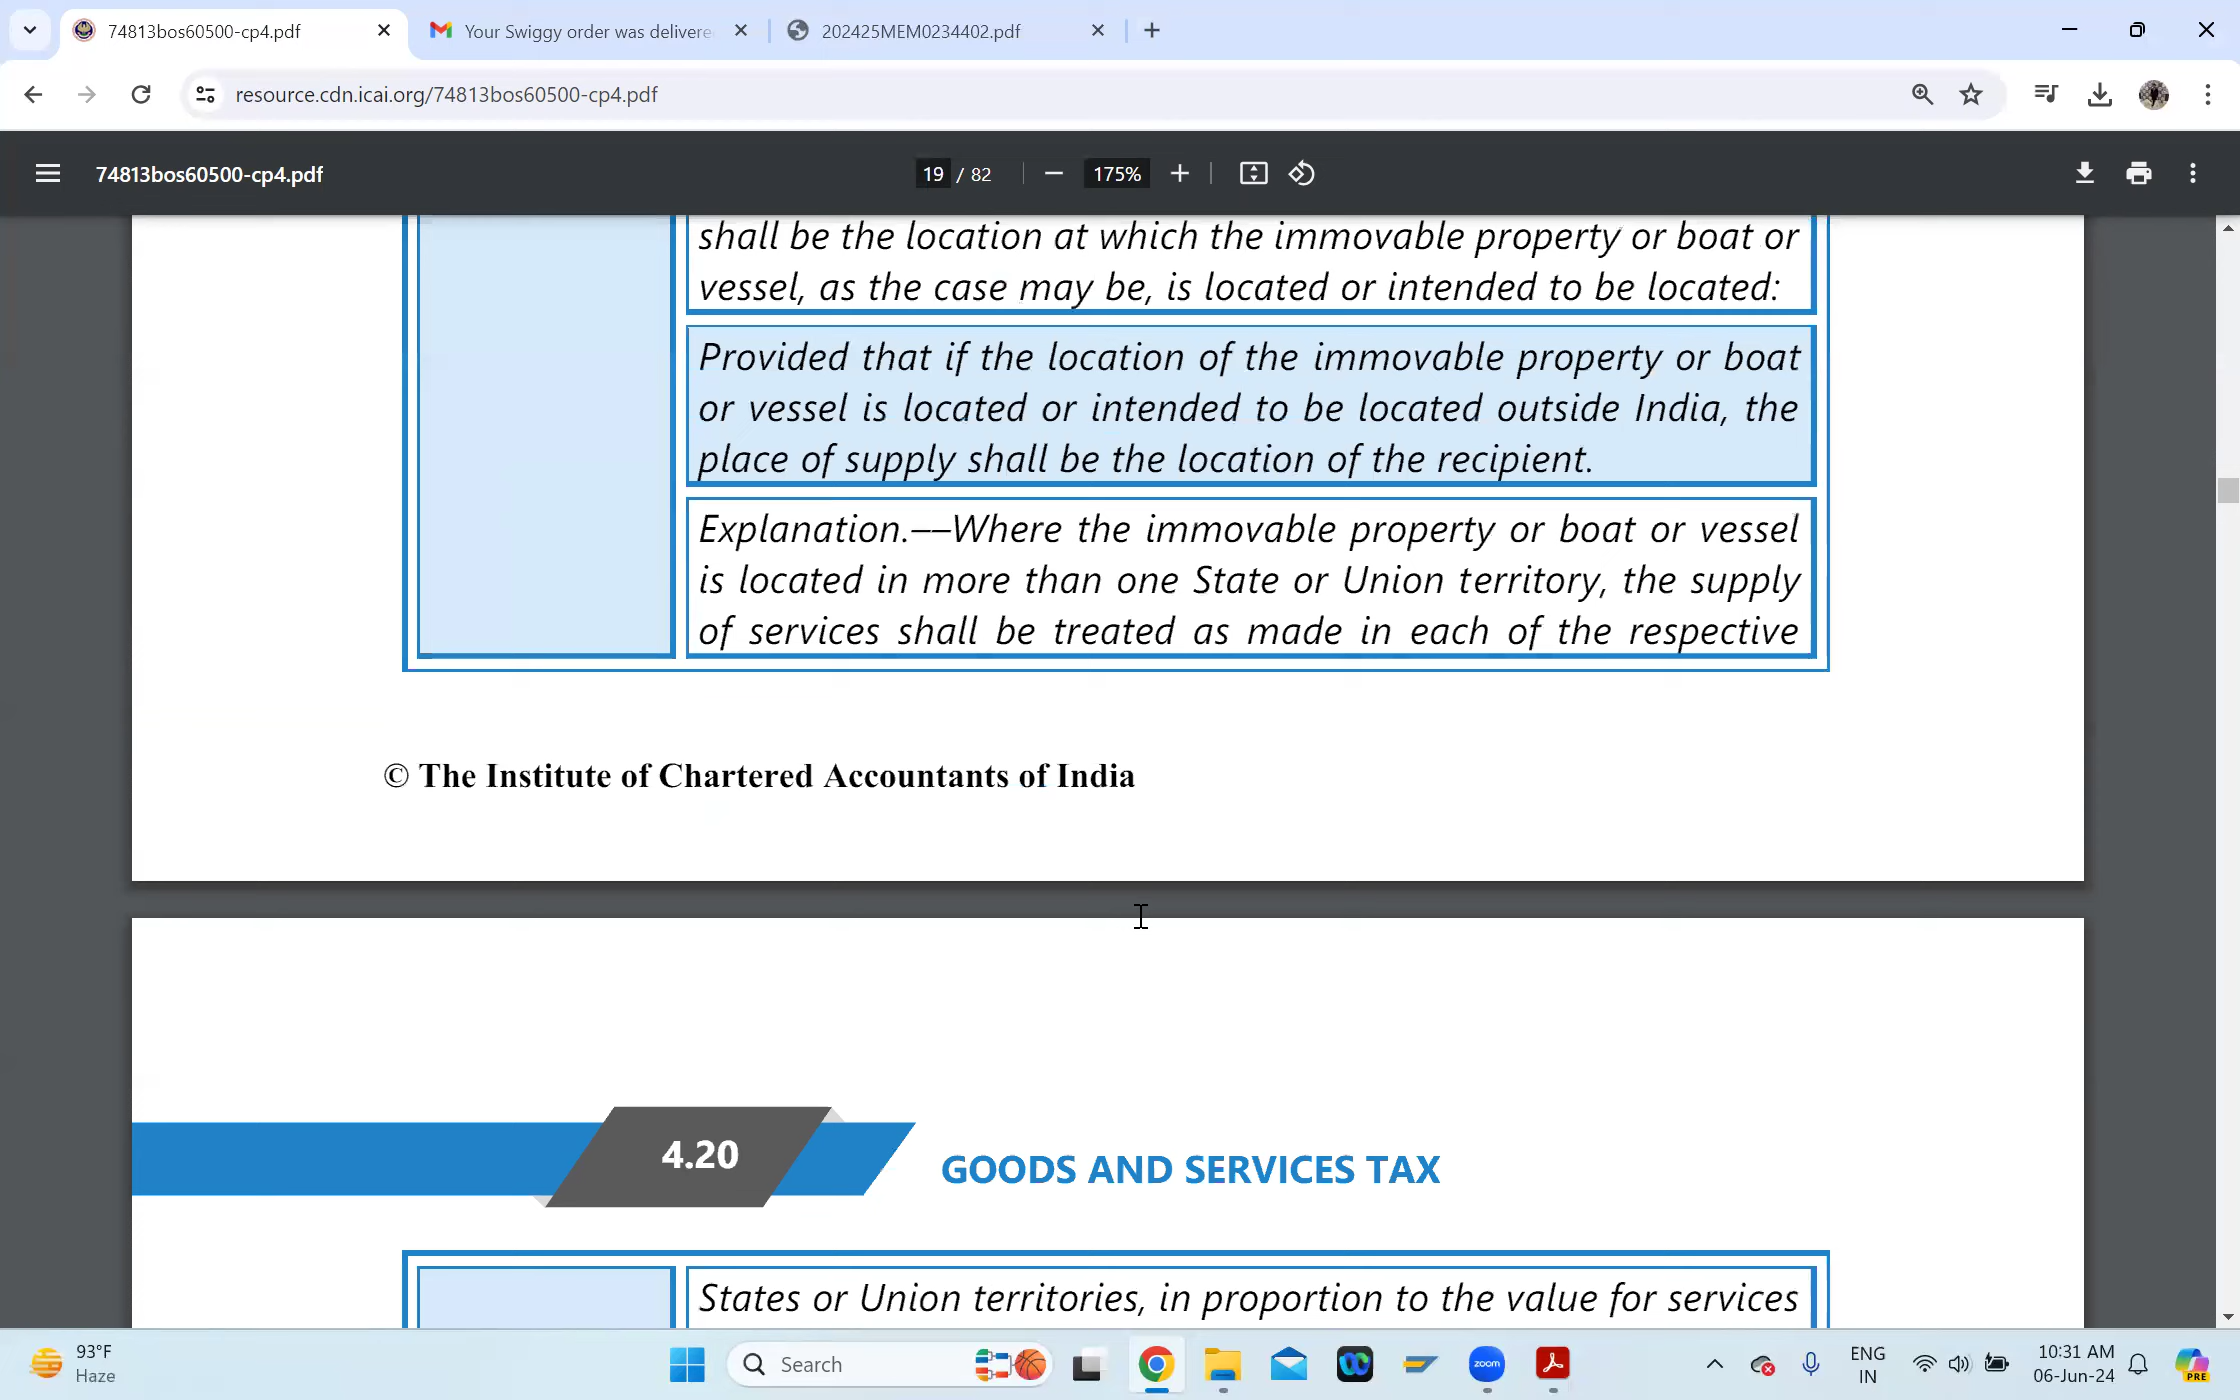 74813bos60500-cp4.pdf
Your Swiggy order was delivere
202425MEM0234402.pdf
resource.cdn.icai.org/74813bos60500-cp4.pdf
74813bos60500-cp4.pdf
19 / 82
175%
shall be the location at which the immovable property or boat or
vessel, as the case may be, is located or intended to be located:
Provided that if the location of the immovable property or boat
or vessel is located or intended to be located outside India, the
place of supply shall be the location of the recipient.
Explanation.––Where the immovable property or boat or vessel
is located in more than one State or Union territory, the supply
of services shall be treated as made in each of the respective
© The Institute of Chartered Accountants of India
4.20
GOODS AND SERVICES TAX
States or Union territories, in proportion to the value for services
93°F
Haze
Search
zoom
ENG
IN
10:31 AM
06-Jun-24
PRE